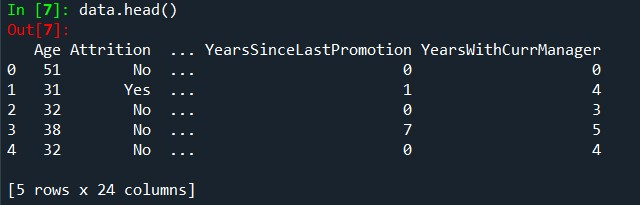 In [7]: data.head()
Out[7]:
   Age Attrition  ... YearsSinceLastPromotion YearsWithCurrManager
0   51        No  ...                       0                    0
1   31       Yes  ...                       1                    4
2   32        No  ...                       0                    3
3   38        No  ...                       7                    5
4   32        No  ...                       0                    4
[5 rows x 24 columns]